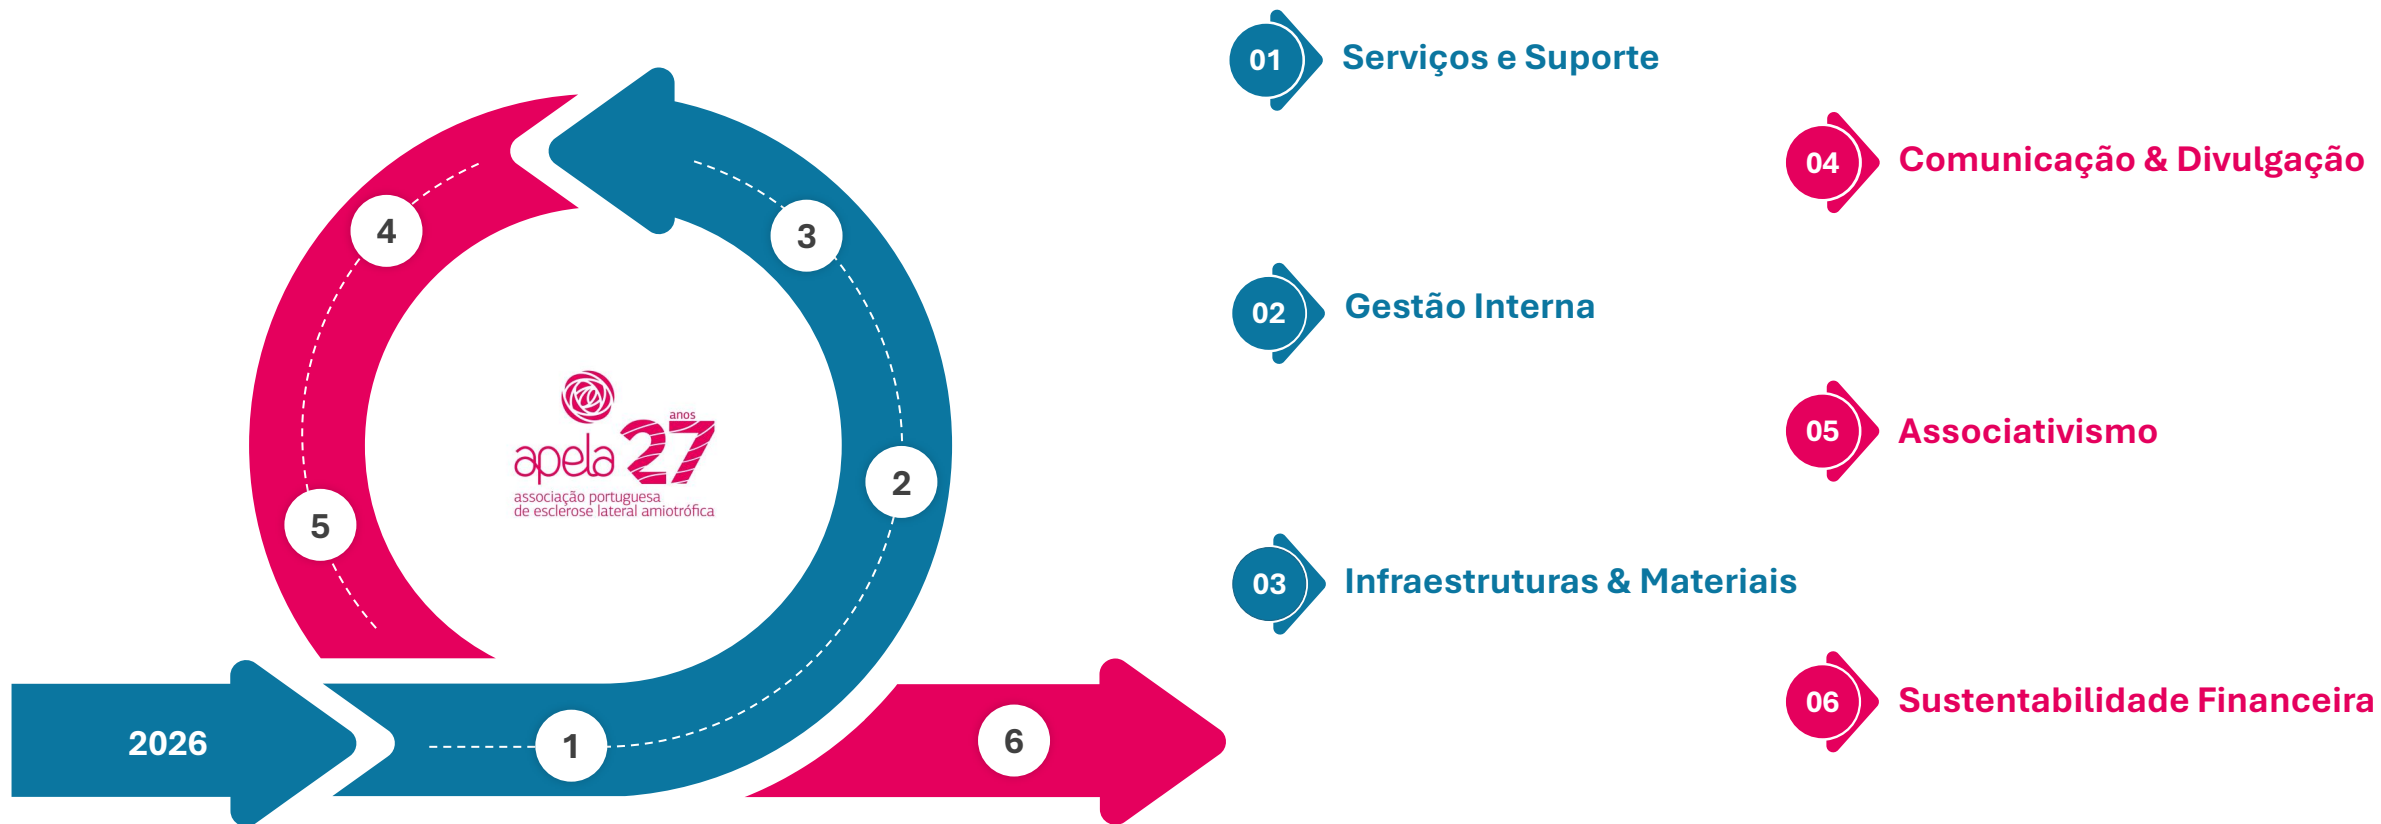 4
3
anos
apela 27
associação portuguesa
de esclerose lateral amiotrófica
2
5
2026
1
6
01 Serviços e Suporte
04 Comunicação & Divulgação
02 Gestão Interna
05 Associativismo
03 Infraestruturas & Materiais
06 Sustentabilidade Financeira